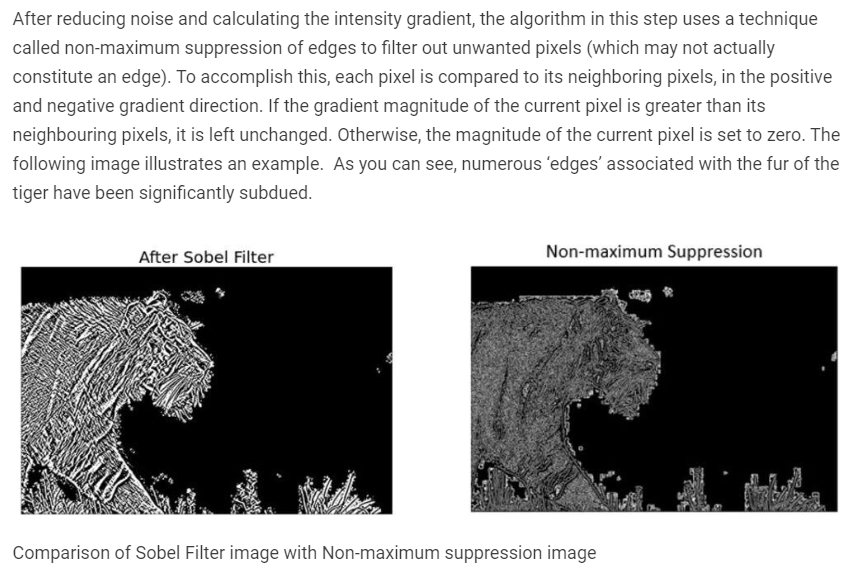 After reducing noise and calculating the intensity gradient, the algorithm in this step uses a technique
called non-maximum suppression of edges to filter out unwanted pixels (which may not actually
constitute an edge). To accomplish this, each pixel is compared to its neighboring pixels, in the positive
and negative gradient direction. If the gradient magnitude of the current pixel is greater than its
neighbouring pixels, it is left unchanged. Otherwise, the magnitude of the current pixel is set to zero. The
following image illustrates an example.  As you can see, numerous ‘edges’ associated with the fur of the
tiger have been significantly subdued.
After Sobel Filter
Non-maximum Suppression
Comparison of Sobel Filter image with Non-maximum suppression image